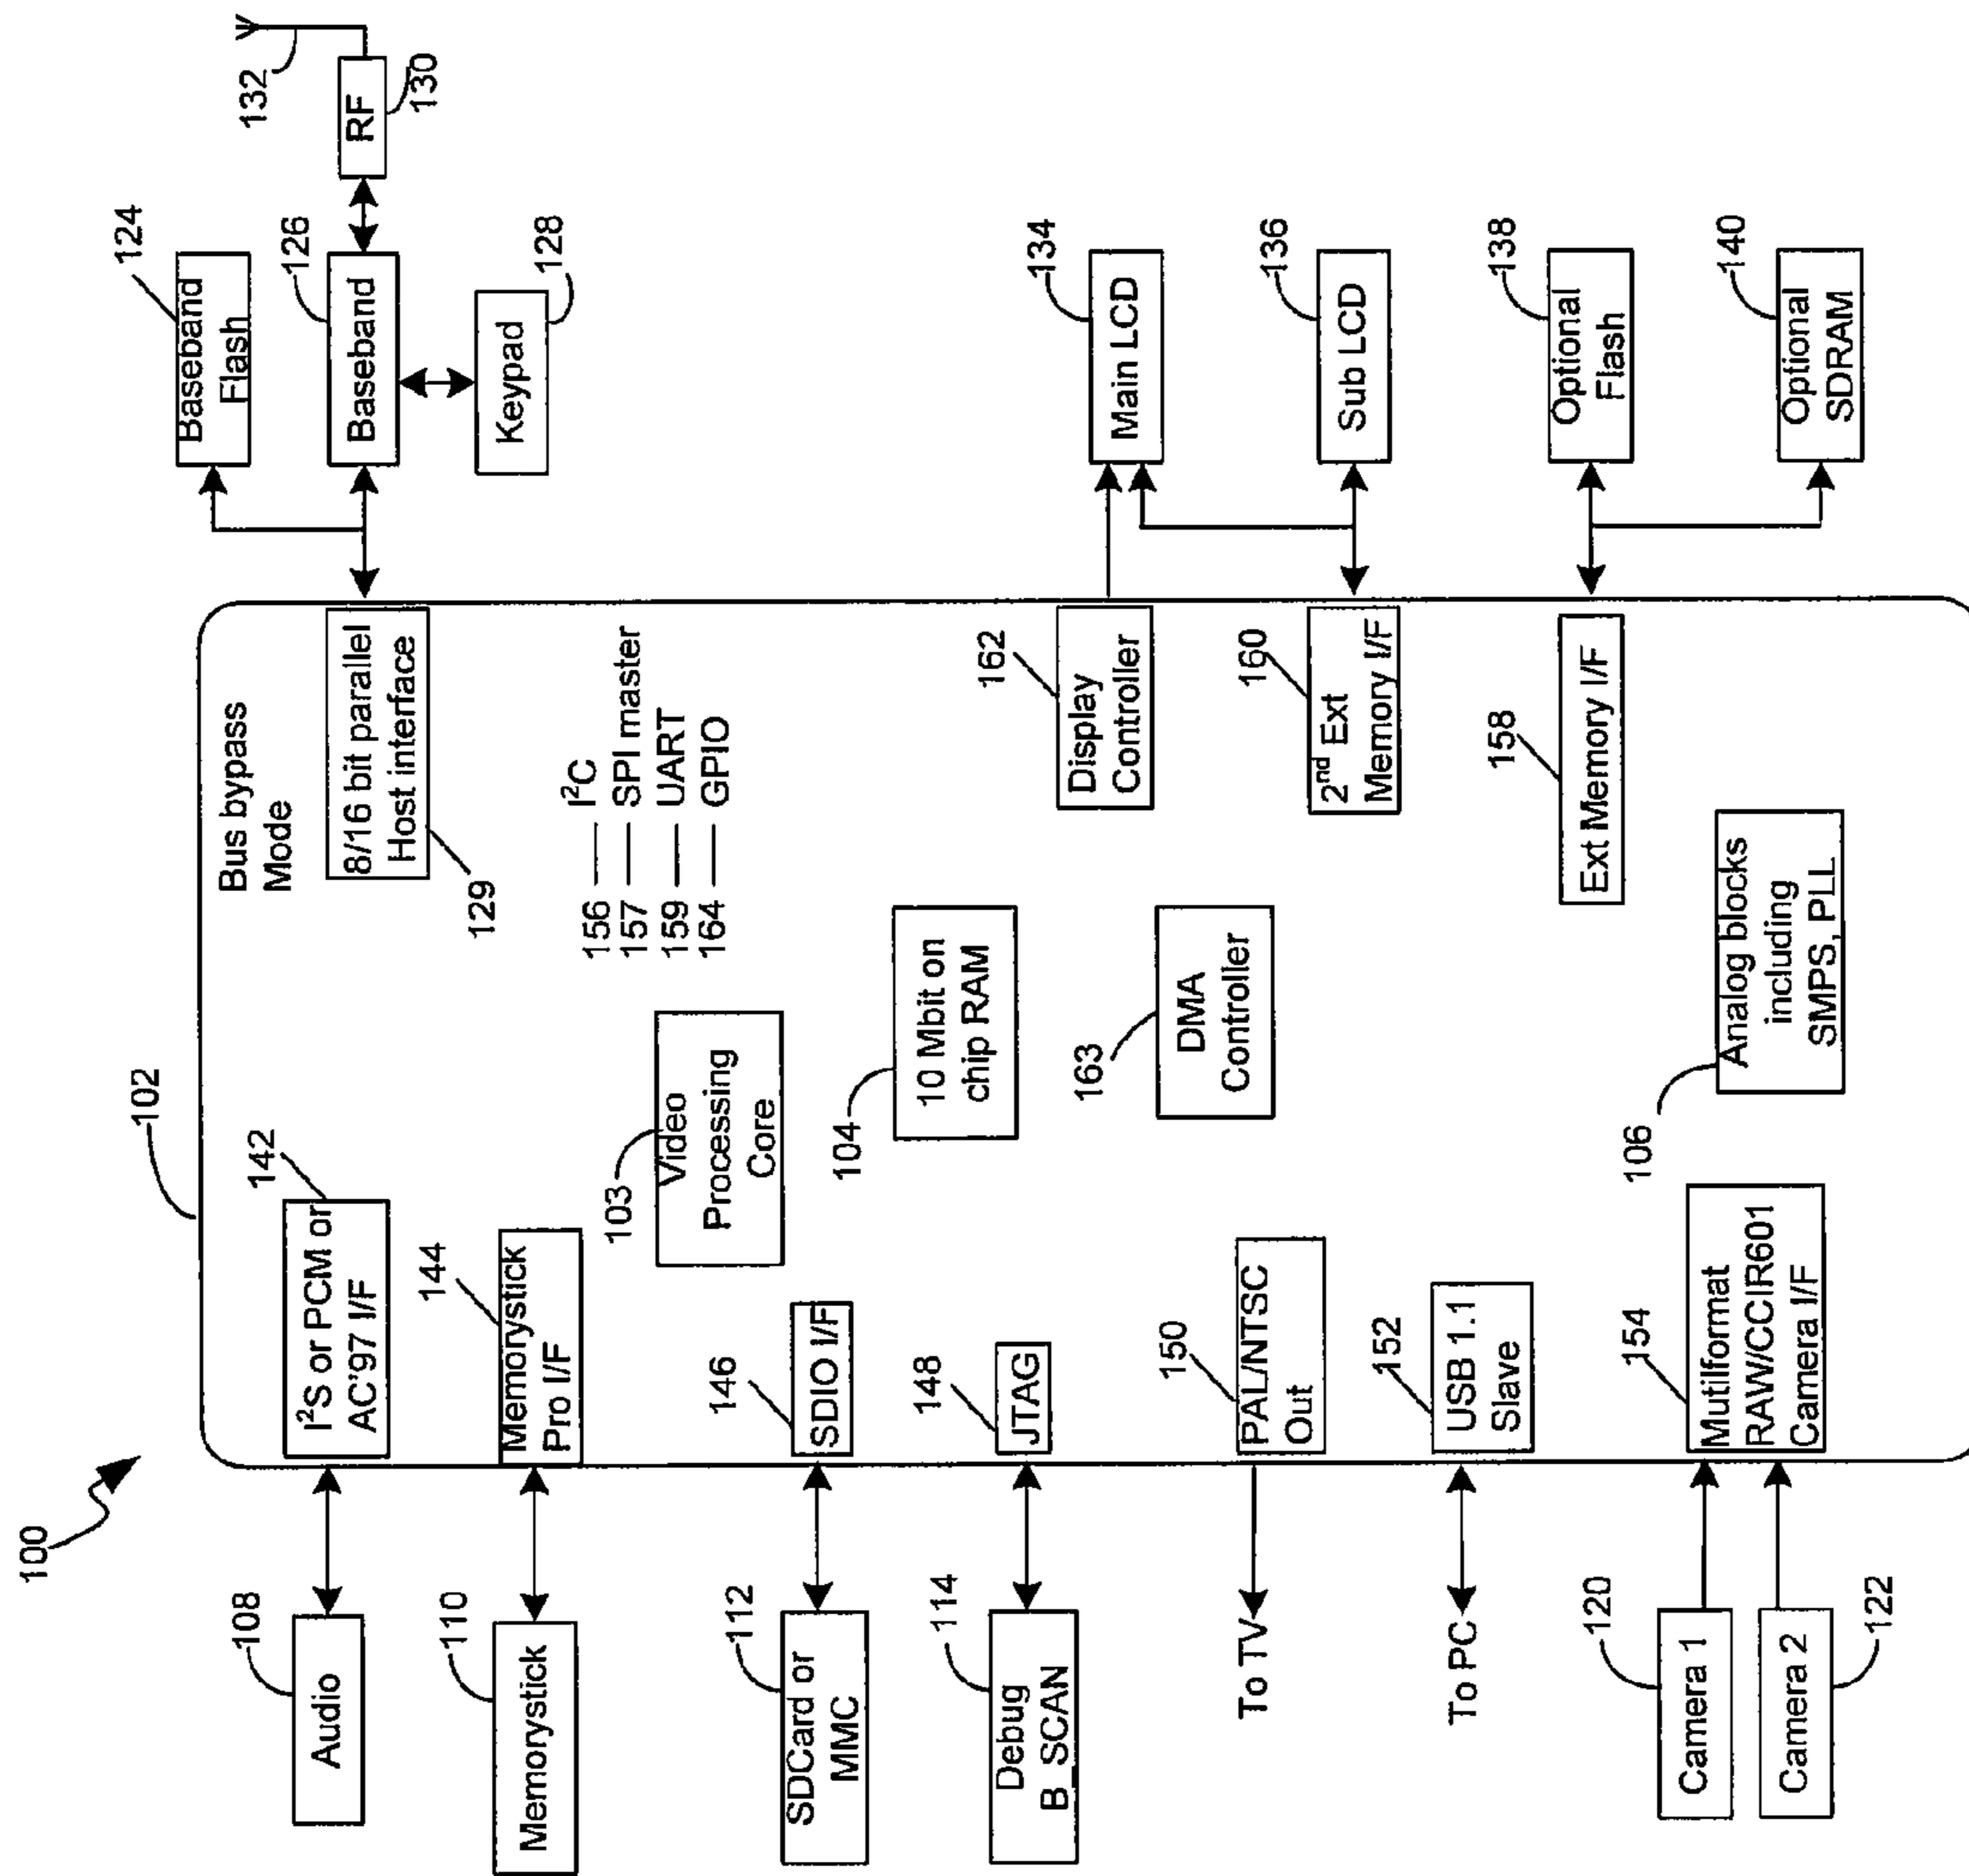 100
102
108
Audio
142
I²S or PCM or
AC'97 I/F
Bus bypass
Mode
8/16 bit parallel
Host interface
129
124
Baseband
Flash
126
Baseband
128
Keypad
132
RF
130
110
Memorystick
144
Memorystick
Pro I/F
103
Video
Processing
Core
156 I²C
157 SPI master
159 UART
164 GPIO
112
SDCard or
MMC
146
SDIO I/F
104
10 Mbit on
chip RAM
114
Debug
B_SCAN
148
JTAG
163
DMA
Controller
162
Display
Controller
134
Main LCD
To TV
150
PAL/NTSC
Out
160
2nd Ext
Memory I/F
136
Sub LCD
To PC
152
USB 1.1
Slave
158
Ext Memory I/F
138
Optional
Flash
140
Optional
SDRAM
120
Camera 1
Camera 2
122
154
Mutilformat
RAW/CCIR601
Camera I/F
106
Analog blocks
including
SMPS, PLL